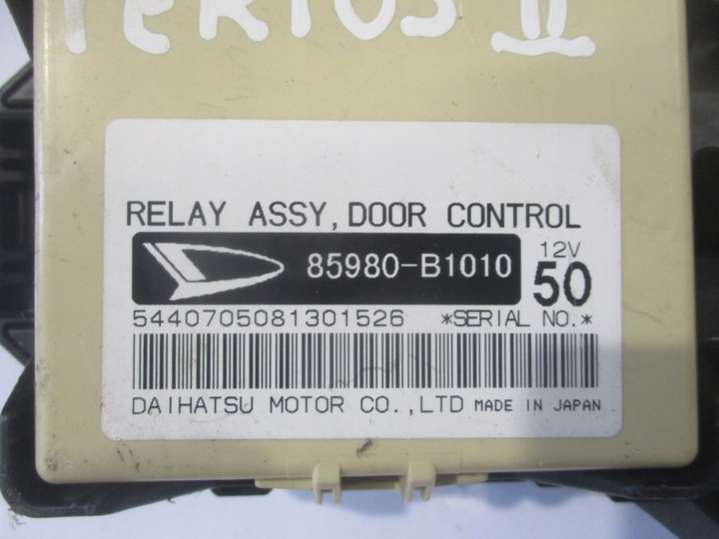 TERIOS II
RELAY ASSY, DOOR CONTROL
85980-B1010
12V
50
5440705081301526 *SERIAL NO.*
DAIHATSU MOTOR CO.,LTD MADE IN JAPAN